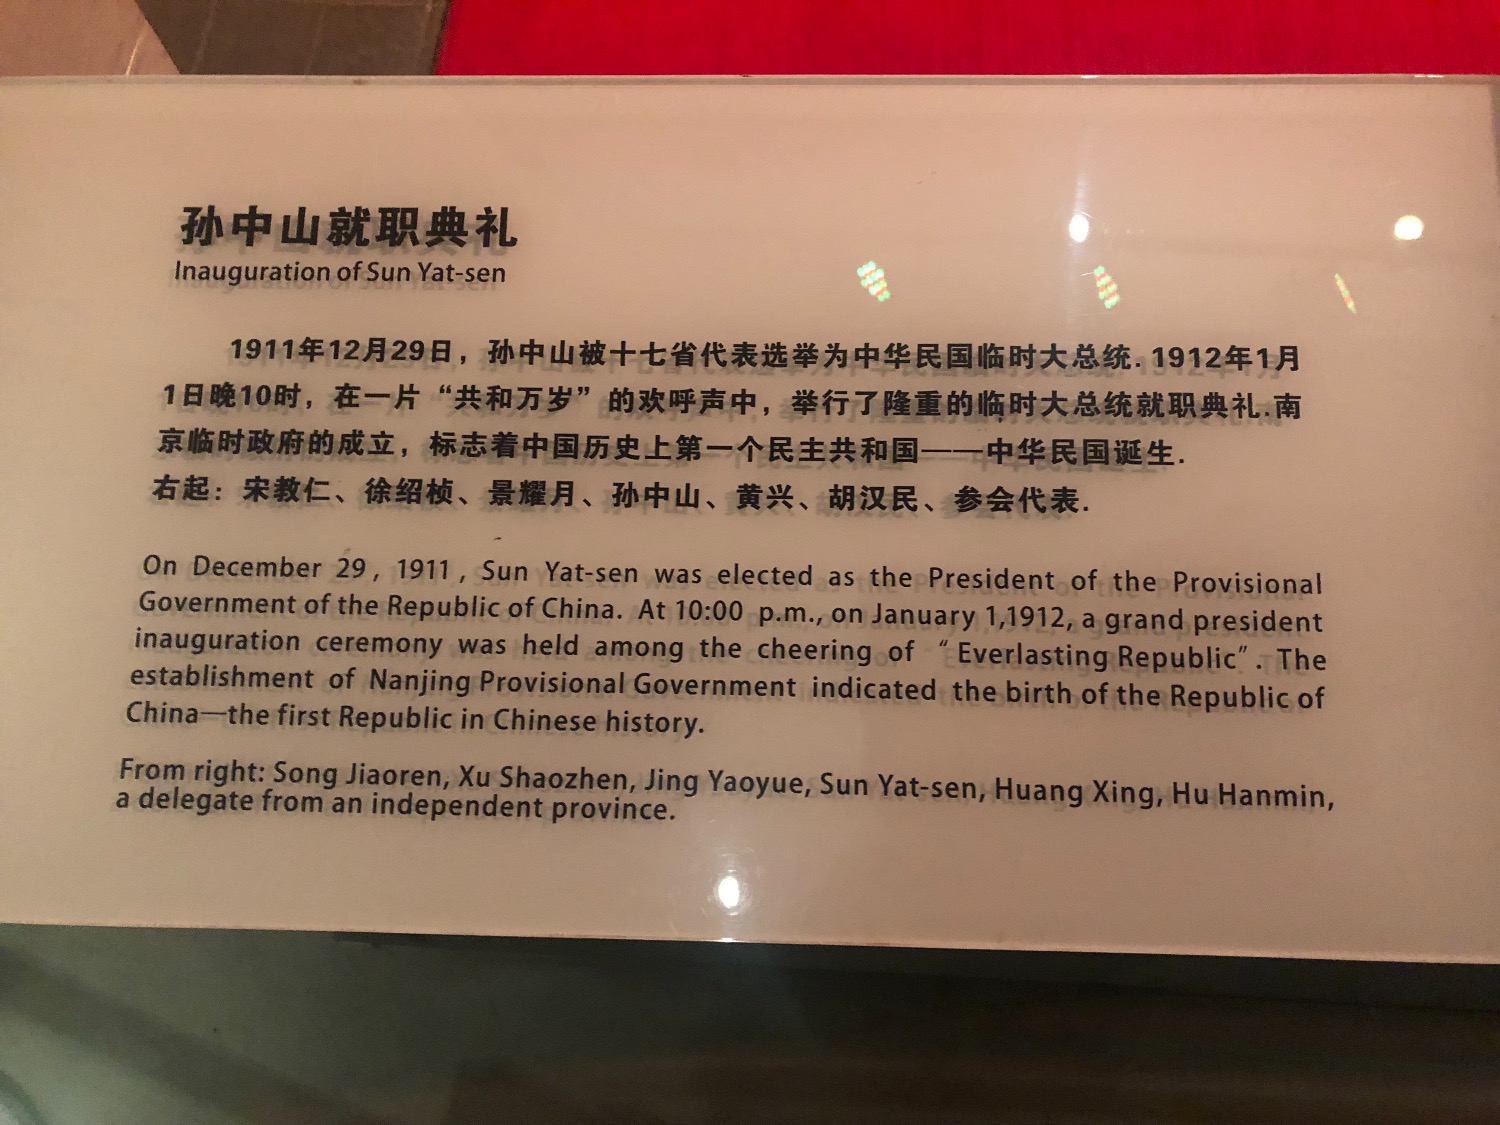 孙中山就职典礼
Inauguration of Sun Yat-sen
1911年12月29日，孙中山被十七省代表选举为中华民国临时大总统. 1912年1月
1日晚10时，在一片“共和万岁”的欢呼声中，举行了隆重的临时大总统就职典礼.南
京临时政府的成立，标志着中国历史上第一个民主共和国——中华民国诞生.
右起：宋教仁、徐绍桢、景耀月、孙中山、黄兴、胡汉民、参会代表.
On December 29, 1911, Sun Yat-sen was elected as the President of the Provisional
Government of the Republic of China. At 10:00 p.m., on January 1,1912, a grand president
inauguration ceremony was held among the cheering of “Everlasting Republic”. The
establishment of Nanjing Provisional Government indicated the birth of the Republic of
China—the first Republic in Chinese history.
From right: Song Jiaoren, Xu Shaozhen, Jing Yaoyue, Sun Yat-sen, Huang Xing, Hu Hanmin,
a delegate from an independent province.